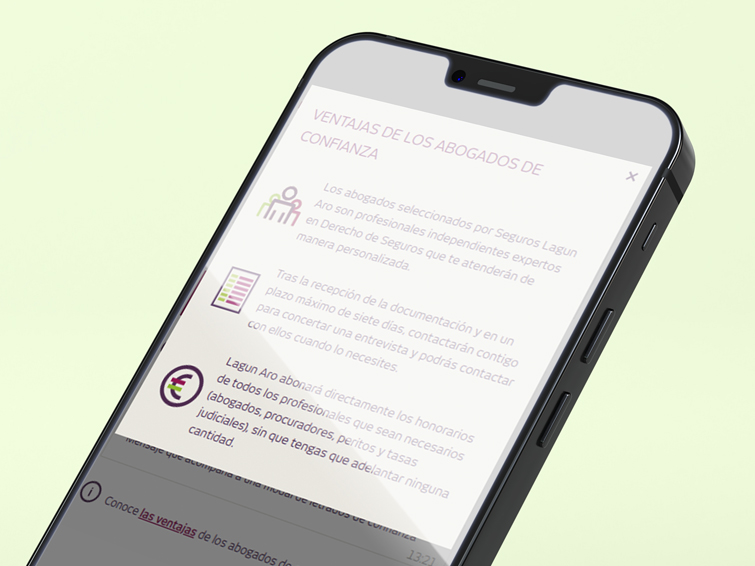 VENTAJAS DE LOS ABOGADOS DE
CONFIANZA
×
Los abogados seleccionados por Seguros Lagun
Aro son profesionales independientes expertos
en Derecho de Seguros que te atenderán de
manera personalizada.
Tras la recepción de la documentación y en un
plazo máximo de siete días, contactarán contigo
para concertar una entrevista y podrás contactar
con ellos cuando lo necesites.
Lagun Aro abonará directamente los honorarios
de todos los profesionales que sean necesarios
(abogados, procuradores, peritos y tasas
judiciales), sin que tengas que adelantar ninguna
cantidad.
Mensaje que acompaña a una modal de letrados de confianza
13:21
Conoce las ventajas de los abogados de